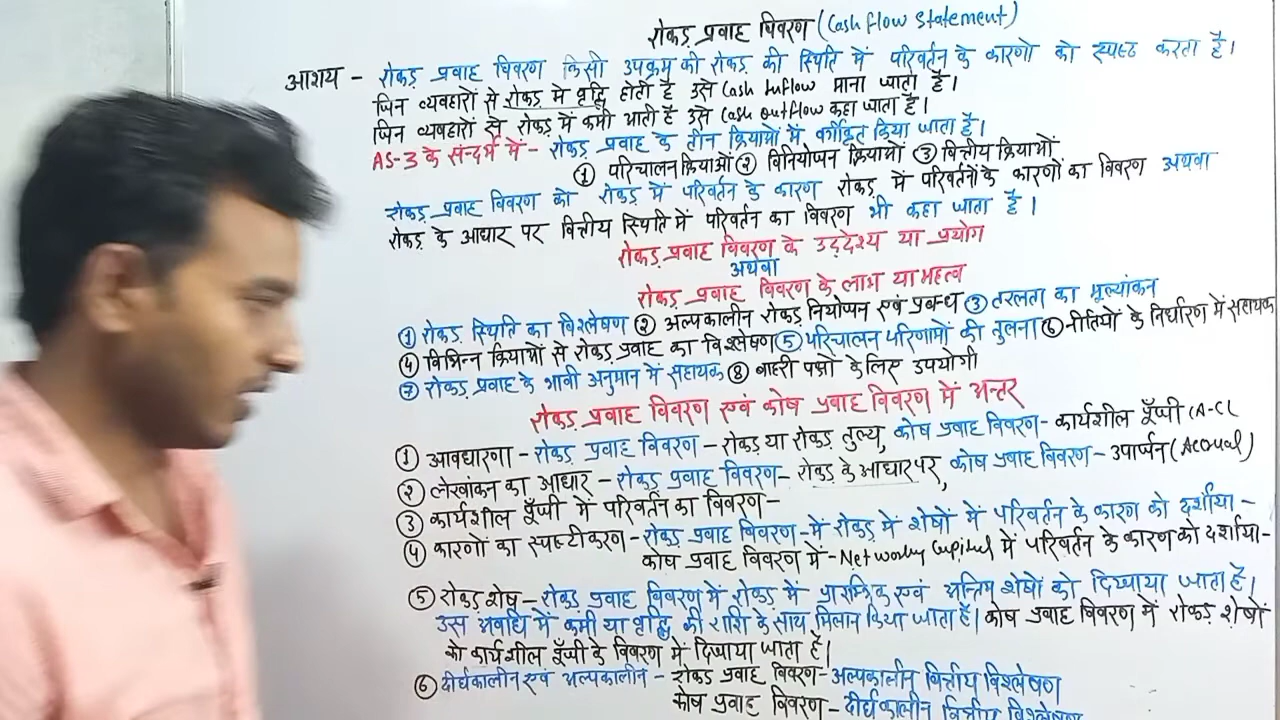 रोकड़ प्रवाह विवरण (Cash flow Statement)
आशय - रोकड़ प्रवाह विवरण किसी उपक्रम की रोकड़ की स्थिति में परिवर्तन के कारणो को स्पष्ट करता है।
जिन व्यवहारों से रोकड़ में वृद्धि होती है उसे Cash Inflow माना जाता है।
जिन व्यवहारों से रोकड़ में कमी आती है उसे Cash outflow कहा जाता है।
AS-3 के संदर्भ में - रोकड़ प्रवाह के तीन क्रियाओं में वर्गीकृत किया जाता है।
① परिचालन क्रियाओं ② विनियोजन क्रियाओं ③ वित्तीय क्रियाओं
रोकड़ प्रवाह विवरण को रोकड़ में परिवर्तन के कारण रोकड़ में परिवर्तनों के कारणों का विवरण अथवा
रोकड़ के आधार पर वित्तीय स्थिति में परिवर्तन का विवरण भी कहा जाता है।
रोकड़ प्रवाह विवरण के उद्देश्य या प्रयोग
अथवा
रोकड़ प्रवाह विवरण के लाभ या महत्व
① रोकड़ स्थिति का विश्लेषण ② अल्पकालीन रोकड़ नियोजन एवं प्रबन्ध ③ तरलता का मूल्यांकन
④ विभिन्न क्रियाओं से रोकड़ प्रवाह का विश्लेषण ⑤ परिचालन परिणामों की तुलना ⑥ नीतियों के निर्धारण में सहायक
⑦ रोकड़ प्रवाह के भावी अनुमान में सहायक ⑧ बाहरी पक्षों के लिए उपयोगी
रोकड़ प्रवाह विवरण एवं कोष प्रवाह विवरण में अन्तर
① अवधारणा - रोकड़ प्रवाह विवरण - रोकड़ या रोकड़ तुल्य, कोष प्रवाह विवरण - कार्यशील पूँजी (A-CL
② लेखांकन का आधार - रोकड़ प्रवाह विवरण - रोकड़ के आधार पर, कोष प्रवाह विवरण - उपार्जन (Accrual)
③ कार्यशील पूँजी में परिवर्तन का विवरण -
④ कारणों का स्पष्टीकरण - रोकड़ प्रवाह विवरण - में रोकड़ में शेषों में परिवर्तन के कारण को दर्शाया -
कोष प्रवाह विवरण में - Net Working Capital में परिवर्तन के कारण को दर्शाया -
⑤ रोकड़ शेष - रोकड़ प्रवाह विवरण में रोकड़ में प्रारम्भिक एवं अन्तिम शेषों को दिखाया जाता है।
उस अवधि में कमी या वृद्धि की राशि के साथ मिलान किया जाता है। कोष प्रवाह विवरण में रोकड़ शेषों
को कार्यशील पूँजी के विवरण में दिखाया जाता है।
⑥ दीर्घकालीन एवं अल्पकालीन - रोकड़ प्रवाह विवरण - अल्पकालीन वित्तीय विश्लेषण
कोष प्रवाह विवरण - दीर्घकालीन वित्तीय विश्लेषण